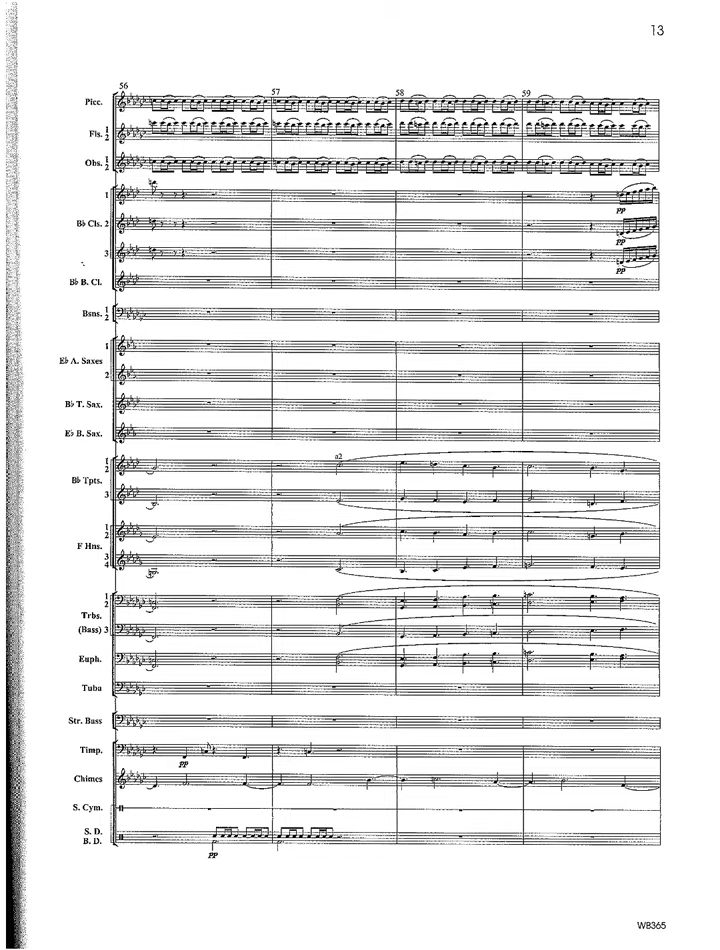 13
56
57
58
59
Picc.
Fls. 1 2
Obs. 1 2
1
pp
B♭ Cls. 2
pp
3
pp
B♭ B. Cl.
Bsns. 1 2
1
E♭ A. Saxes
2
B♭ T. Sax.
E♭ B. Sax.
a2
1 2
B♭ Tpts.
3
1 2
F Hns.
3 4
1 2
Trbs.
(Bass) 3
Euph.
Tuba
Str. Bass
Timp.
pp
Chimes
S. Cym.
S. D.
B. D.
pp
WB365